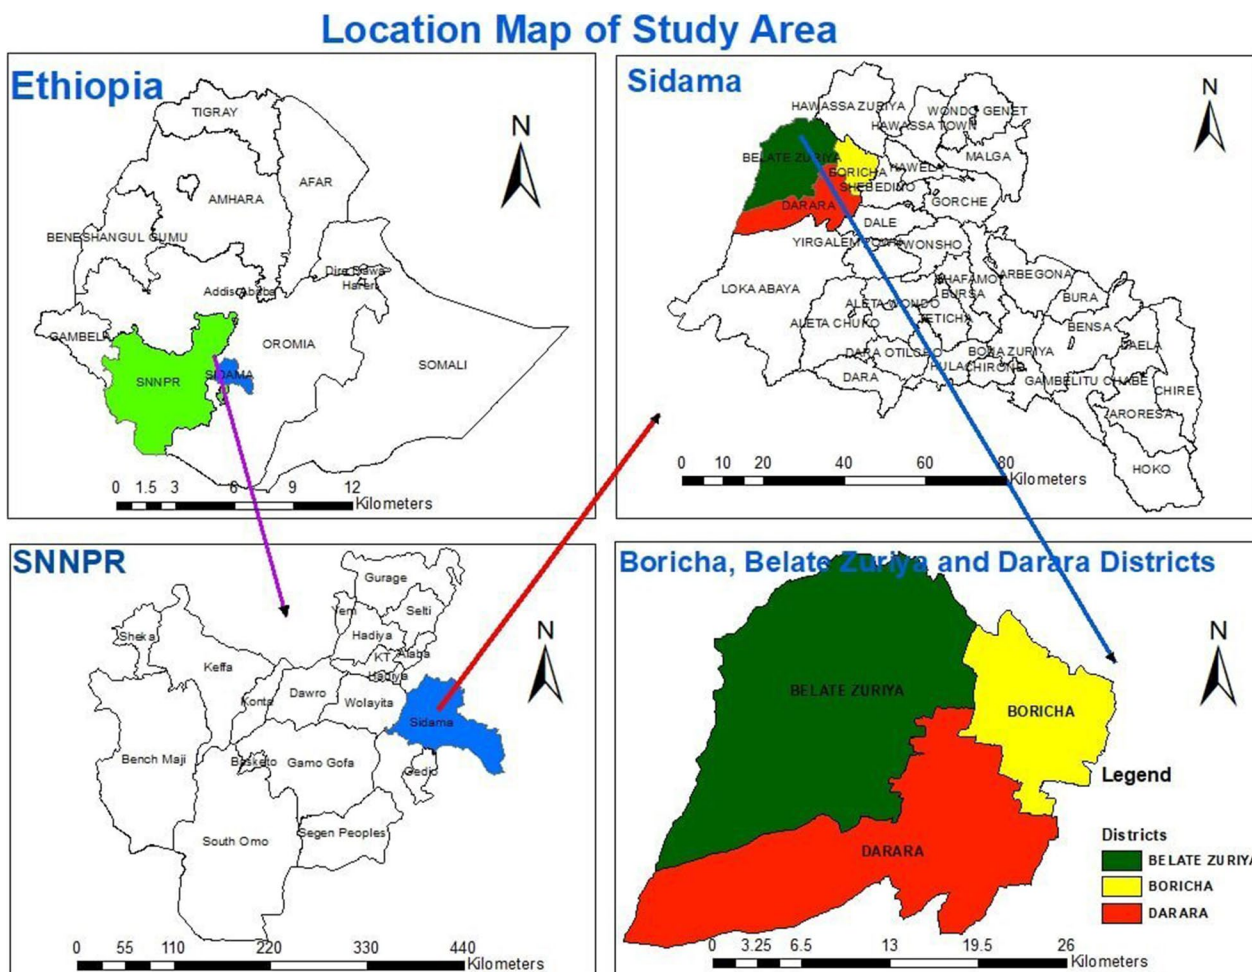 Location Map of Study Area
Ethiopia
N
TIGRAY
AFAR
AMHARA
BENESHANGUL GUMU
Dire Dawa
Hareri
Addis Ababa
GAMBELA
OROMIA
SNNPR
SIDAMA
SOMALI
0 1.5 3 6 9 12
Kilometers
Sidama
N
HAWASSA ZURIYA
WONDO GENET
HAWASSA TOWN
BELATE ZURIYA
MALGA
HAWELA
BORICHA
SHEBEDINO
DARARA
GORCHE
DALE
YIRGALEM TOWN
WONSHO
ARBEGONA
LOKA ABAYA
BURSA
BURA
ALETA WONDO
ALETA CHUKO
TETICHA
BENSA
DARA OTILCHO
BONA ZURIYA
DAELA
DARA
HULA
CHIRONE
GAMBELITU
CHABE
CHIRE
ARORESA
HOKO
0 10 20 40 60 80
Kilometers
SNNPR
N
Gurage
Yem
Selti
Sheka
Hadiya
Keffa
KT
Alaba
Hadiya
Dawro
Konta
Wolayita
Sidama
Bench Maji
Basketo
Gamo Gofa
Gedio
South Omo
Segen Peoples
0 55 110 220 330 440
Kilometers
Boricha, Belate Zuriya and Darara Districts
N
BELATE ZURIYA
BORICHA
DARARA
Legend
Districts
BELATE ZURIYA
BORICHA
DARARA
0 3.25 6.5 13 19.5 26
Kilometers